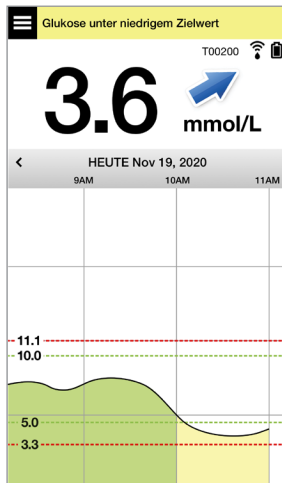 Glukose unter niedrigem Zielwert
T00200
3.6
mmol/L
< HEUTE Nov 19, 2020
9AM 10AM 11AM
11.1
10.0
5.0
3.3